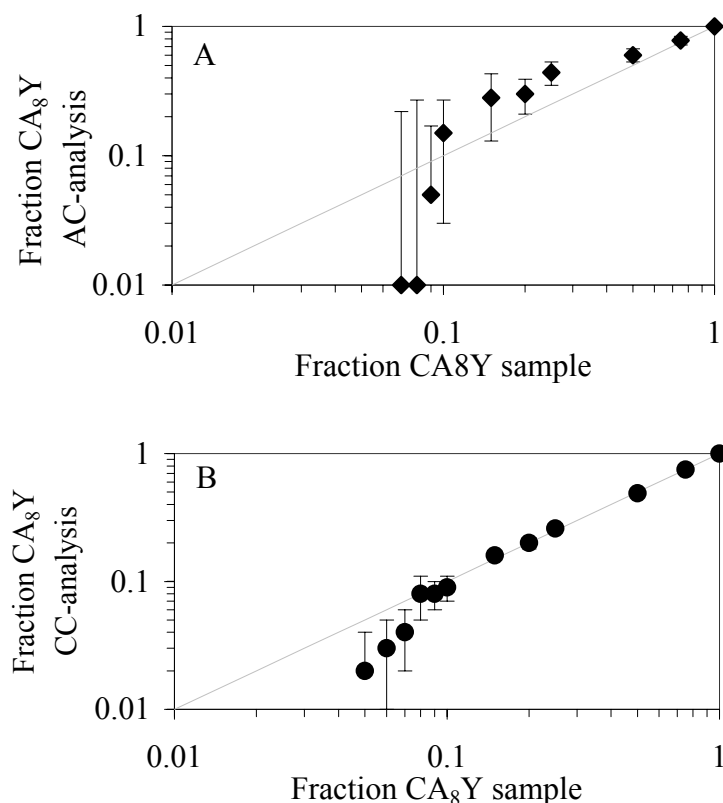 1
A
0.1
0.01
Fraction CA₈Y
AC-analysis
0.01 0.1 1
Fraction CA8Y sample
1
B
0.1
0.01
Fraction CA₈Y
CC-analysis
0.01 0.1 1
Fraction CA₈Y sample